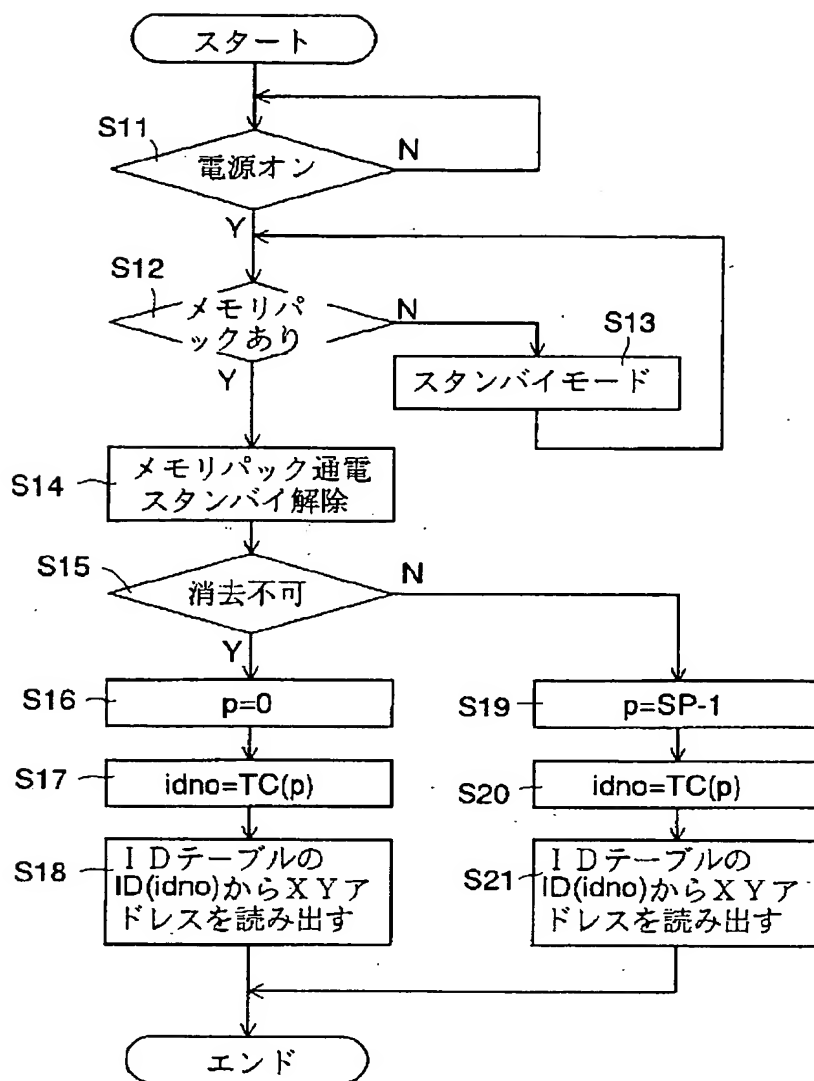 スタート
S11
電源オン
N
Y
S12
メモリパ
ックあり
N
Y
S13
スタンバイモード
S14
メモリパック通電
スタンバイ解除
S15
消去不可
N
Y
S16
p=0
S17
idno=TC(p)
S18
ＩＤテーブルの
ID(idno)からＸＹア
ドレスを読み出す
S19
p=SP-1
S20
idno=TC(p)
S21
ＩＤテーブルの
ID(idno)からＸＹア
ドレスを読み出す
エンド